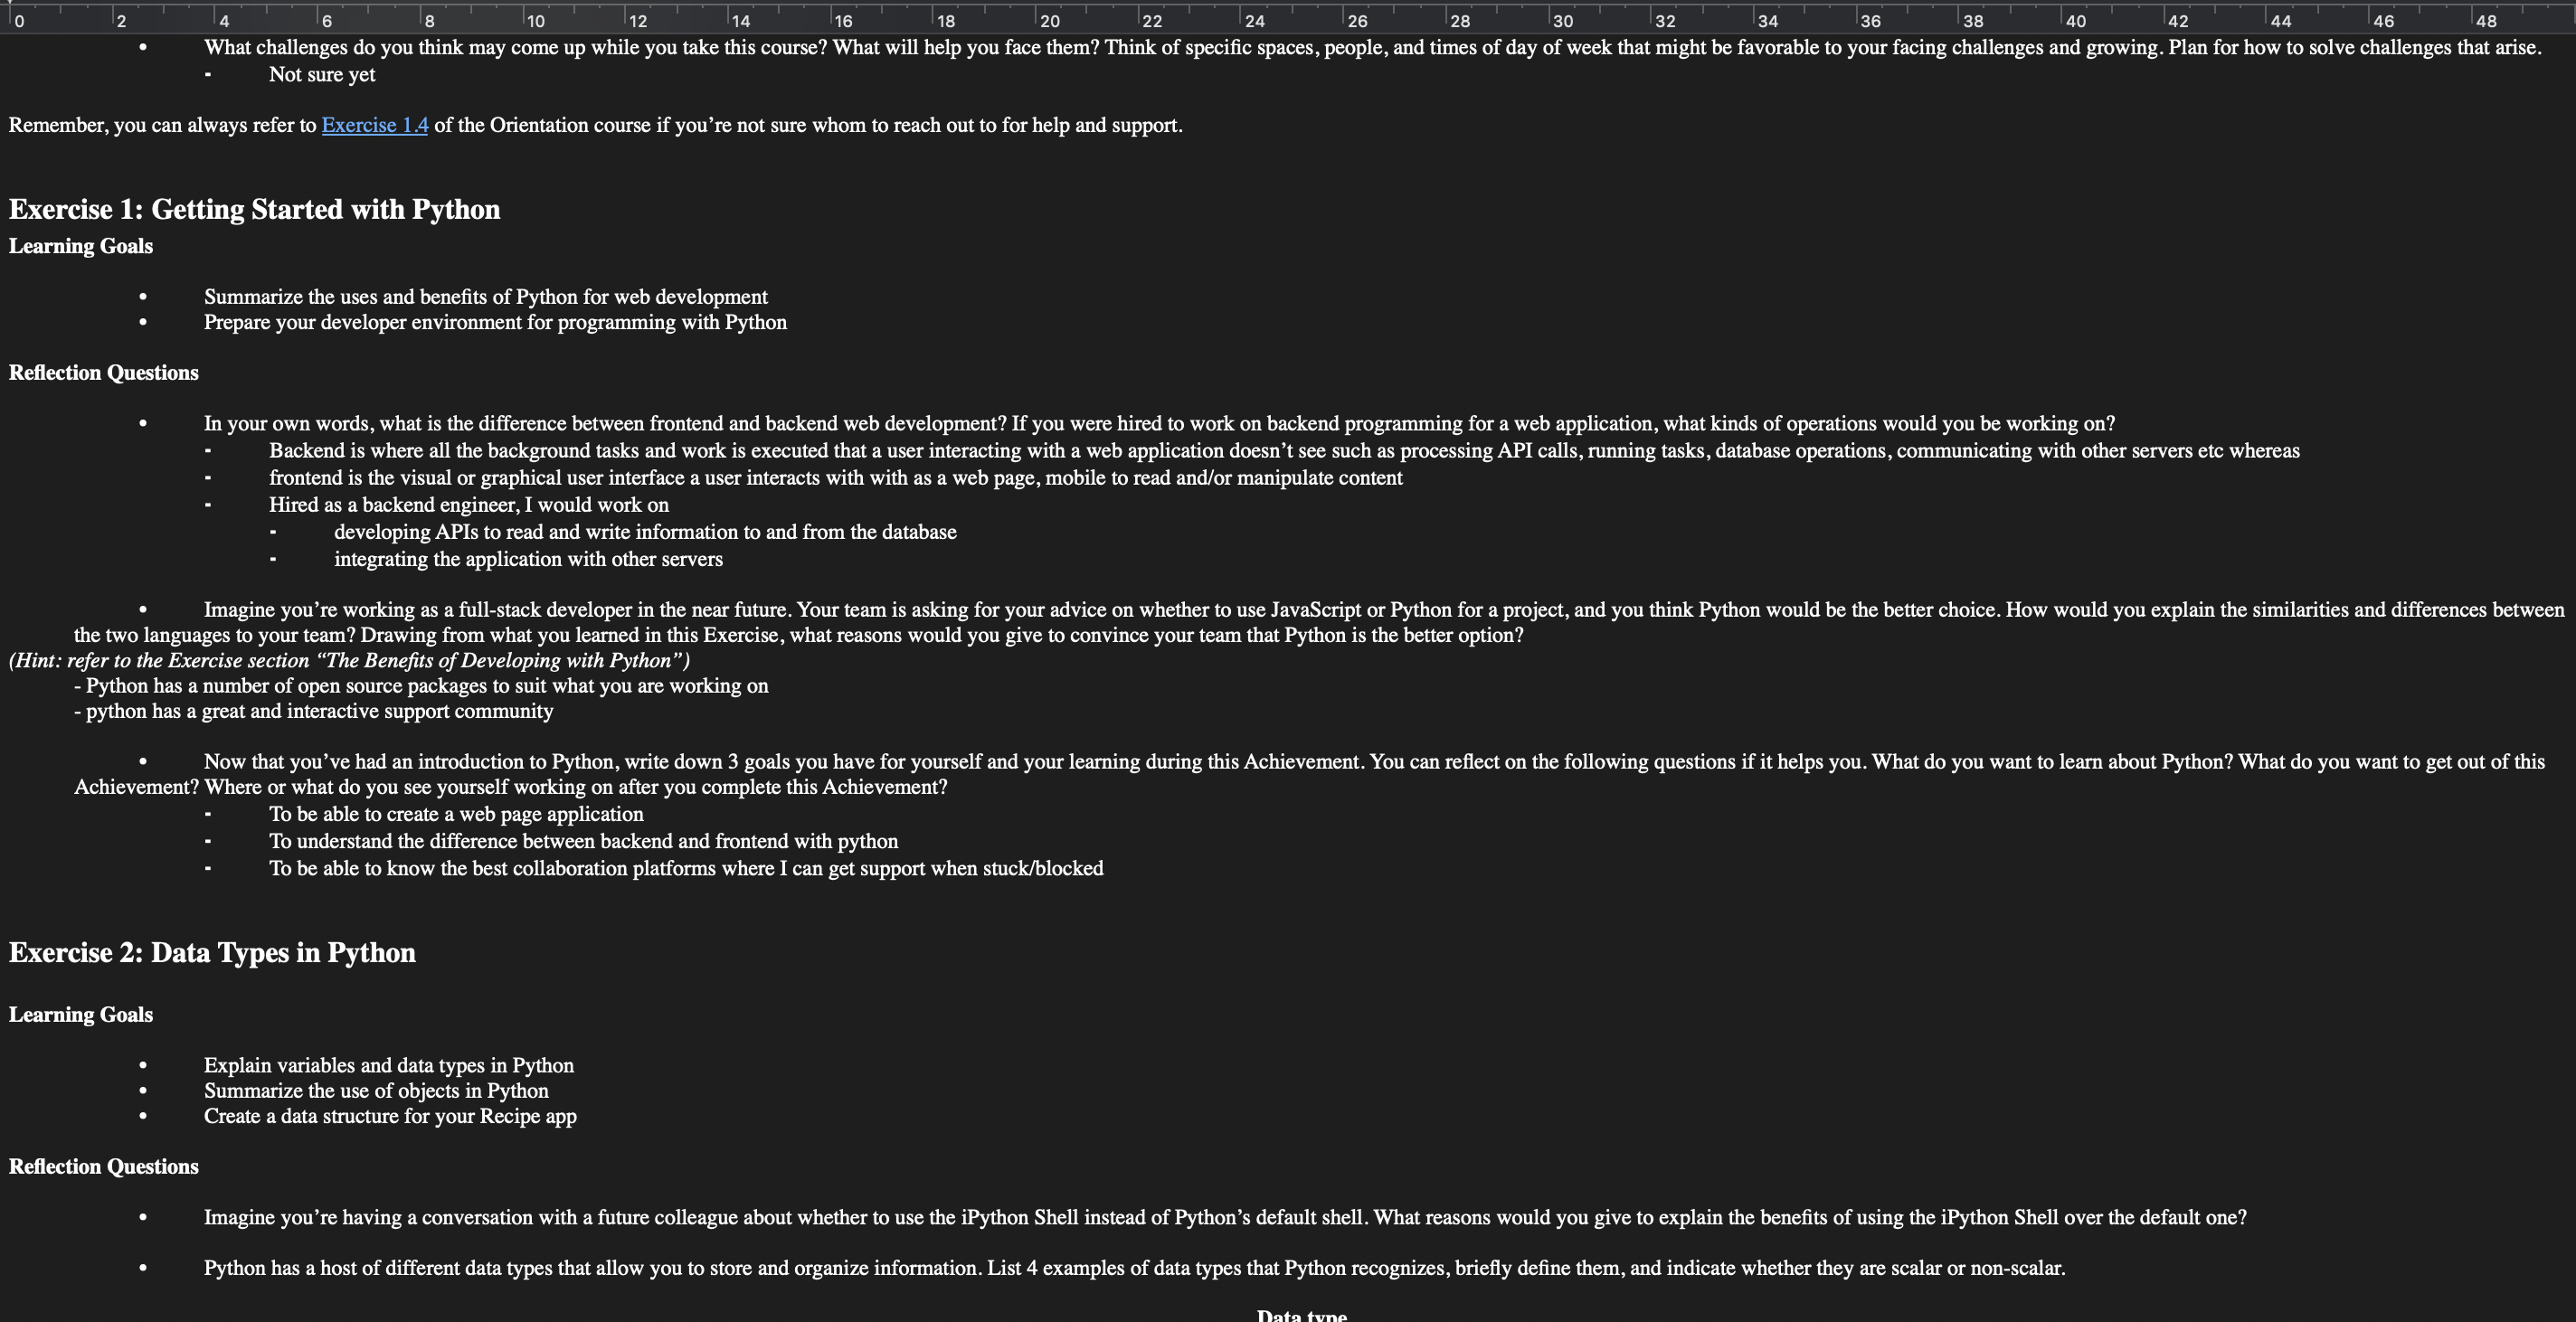 0 2 4 6 8 10 12 14 16 18 20 22 24 26 28 30 32 34 36 38 40 42 44 46 48
• What challenges do you think may come up while you take this course? What will help you face them? Think of specific spaces, people, and times of day of week that might be favorable to your facing challenges and growing. Plan for how to solve challenges that arise.
- Not sure yet
Remember, you can always refer to Exercise 1.4 of the Orientation course if you’re not sure whom to reach out to for help and support.
Exercise 1: Getting Started with Python
Learning Goals
• Summarize the uses and benefits of Python for web development
• Prepare your developer environment for programming with Python
Reflection Questions
• In your own words, what is the difference between frontend and backend web development? If you were hired to work on backend programming for a web application, what kinds of operations would you be working on?
- Backend is where all the background tasks and work is executed that a user interacting with a web application doesn’t see such as processing API calls, running tasks, database operations, communicating with other servers etc whereas
- frontend is the visual or graphical user interface a user interacts with with as a web page, mobile to read and/or manipulate content
- Hired as a backend engineer, I would work on
- developing APIs to read and write information to and from the database
- integrating the application with other servers
• Imagine you’re working as a full-stack developer in the near future. Your team is asking for your advice on whether to use JavaScript or Python for a project, and you think Python would be the better choice. How would you explain the similarities and differences between
the two languages to your team? Drawing from what you learned in this Exercise, what reasons would you give to convince your team that Python is the better option?
(Hint: refer to the Exercise section “The Benefits of Developing with Python”)
- Python has a number of open source packages to suit what you are working on
- python has a great and interactive support community
• Now that you’ve had an introduction to Python, write down 3 goals you have for yourself and your learning during this Achievement. You can reflect on the following questions if it helps you. What do you want to learn about Python? What do you want to get out of this
Achievement? Where or what do you see yourself working on after you complete this Achievement?
- To be able to create a web page application
- To understand the difference between backend and frontend with python
- To be able to know the best collaboration platforms where I can get support when stuck/blocked
Exercise 2: Data Types in Python
Learning Goals
• Explain variables and data types in Python
• Summarize the use of objects in Python
• Create a data structure for your Recipe app
Reflection Questions
• Imagine you’re having a conversation with a future colleague about whether to use the iPython Shell instead of Python’s default shell. What reasons would you give to explain the benefits of using the iPython Shell over the default one?
• Python has a host of different data types that allow you to store and organize information. List 4 examples of data types that Python recognizes, briefly define them, and indicate whether they are scalar or non-scalar.
Data type